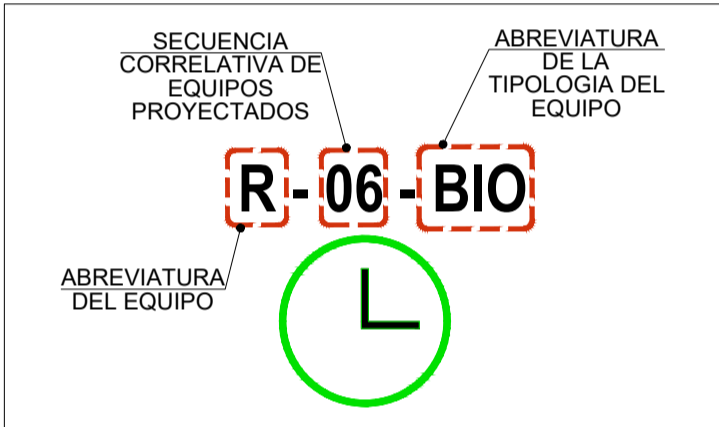 SECUENCIA
CORRELATIVA DE
EQUIPOS
PROYECTADOS
ABREVIATURA
DE LA
TIPOLOGIA DEL
EQUIPO
R - 06 - BIO
ABREVIATURA
DEL EQUIPO